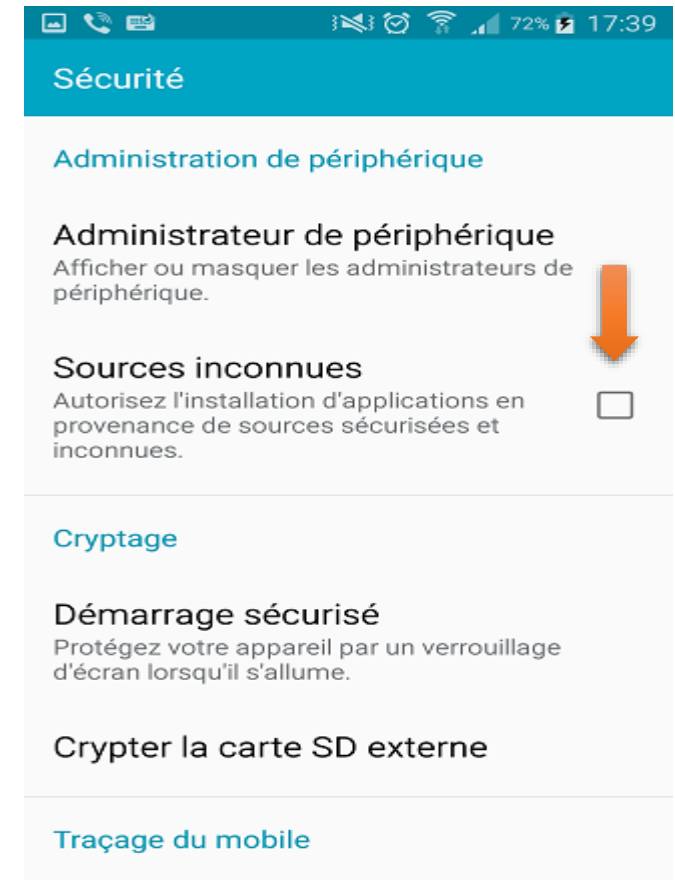 72% 17:39
Sécurité
Administration de périphérique
Administrateur de périphérique
Afficher ou masquer les administrateurs de
périphérique.
Sources inconnues
Autorisez l'installation d'applications en
provenance de sources sécurisées et
inconnues.
Cryptage
Démarrage sécurisé
Protégez votre appareil par un verrouillage
d'écran lorsqu'il s'allume.
Crypter la carte SD externe
Traçage du mobile